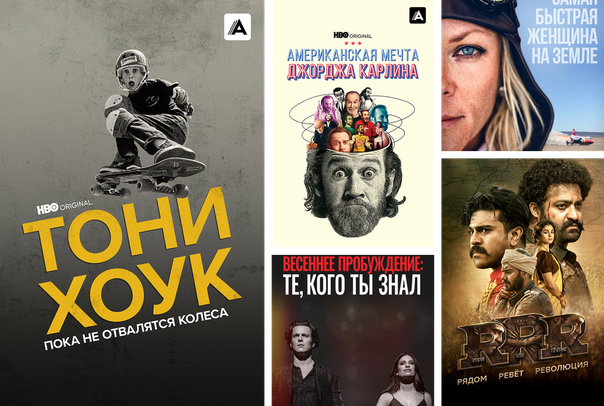 HBO ORIGINAL
ТОНИ
ХОУК
ПОКА НЕ ОТВАЛЯТСЯ КОЛЕСА
HBO ORIGINAL
АМЕРИКАНСКАЯ МЕЧТА
ДЖОРДЖА КАРЛИНА
ВЕСЕННЕЕ ПРОБУЖДЕНИЕ:
ТЕ, КОГО ТЫ ЗНАЛ
САМАЯ
БЫСТРАЯ
ЖЕНЩИНА
НА ЗЕМЛЕ
RRR
РЯДОМ РЕВЁТ РЕВОЛЮЦИЯ